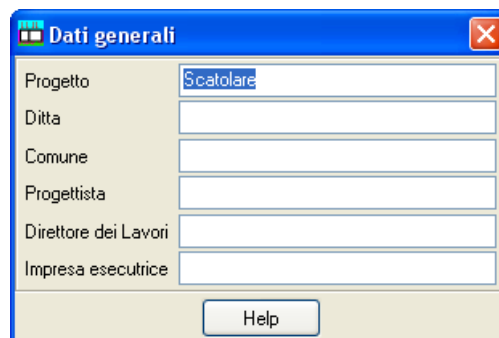 Dati generali
Progetto Scatolare
Ditta
Comune
Progettista
Direttore dei Lavori
Impresa esecutrice
Help